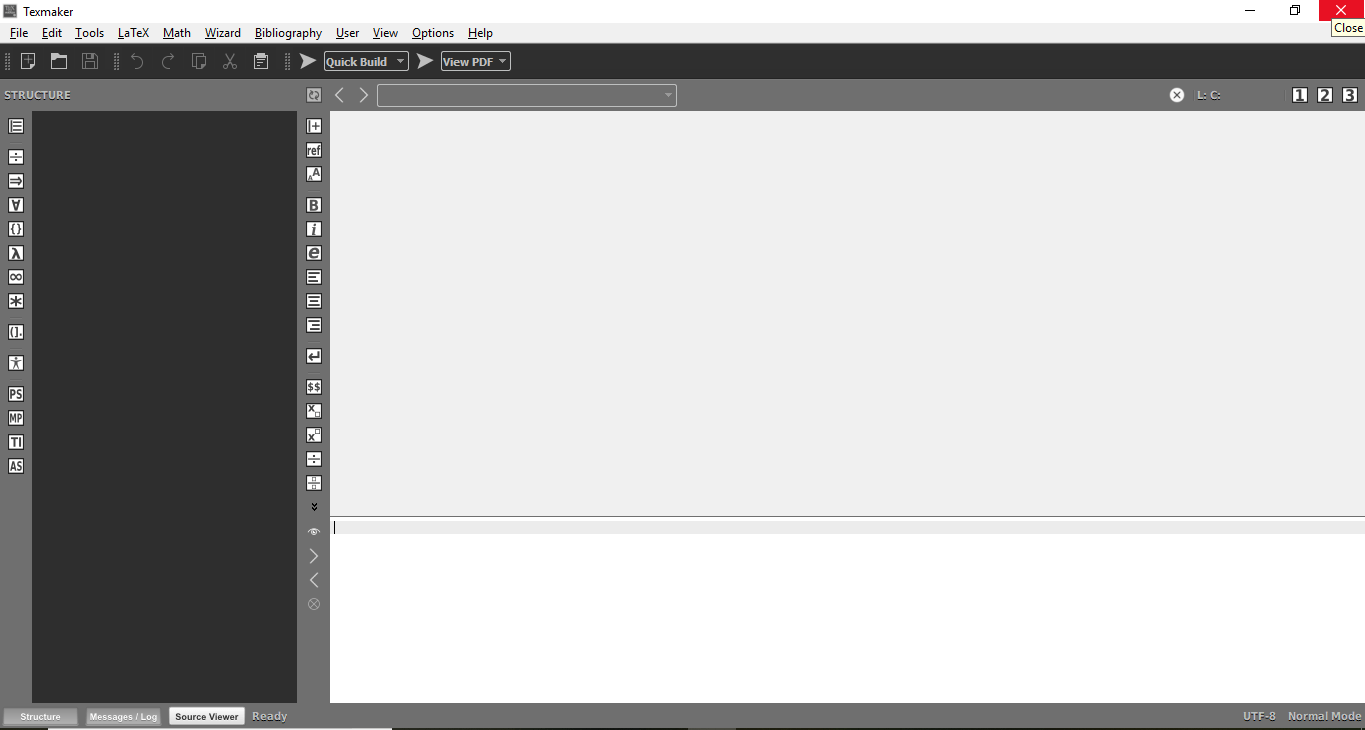 Texmaker
Close
File Edit Tools LaTeX Math Wizard Bibliography User View Options Help
Quick Build View PDF
STRUCTURE L: C: 1 2 3
ref
AA
B
{} i
λ e
∞
*
(].
PS $$
MP x
TI x
AS
Structure Messages / Log Source Viewer Ready UTF-8 Normal Mode